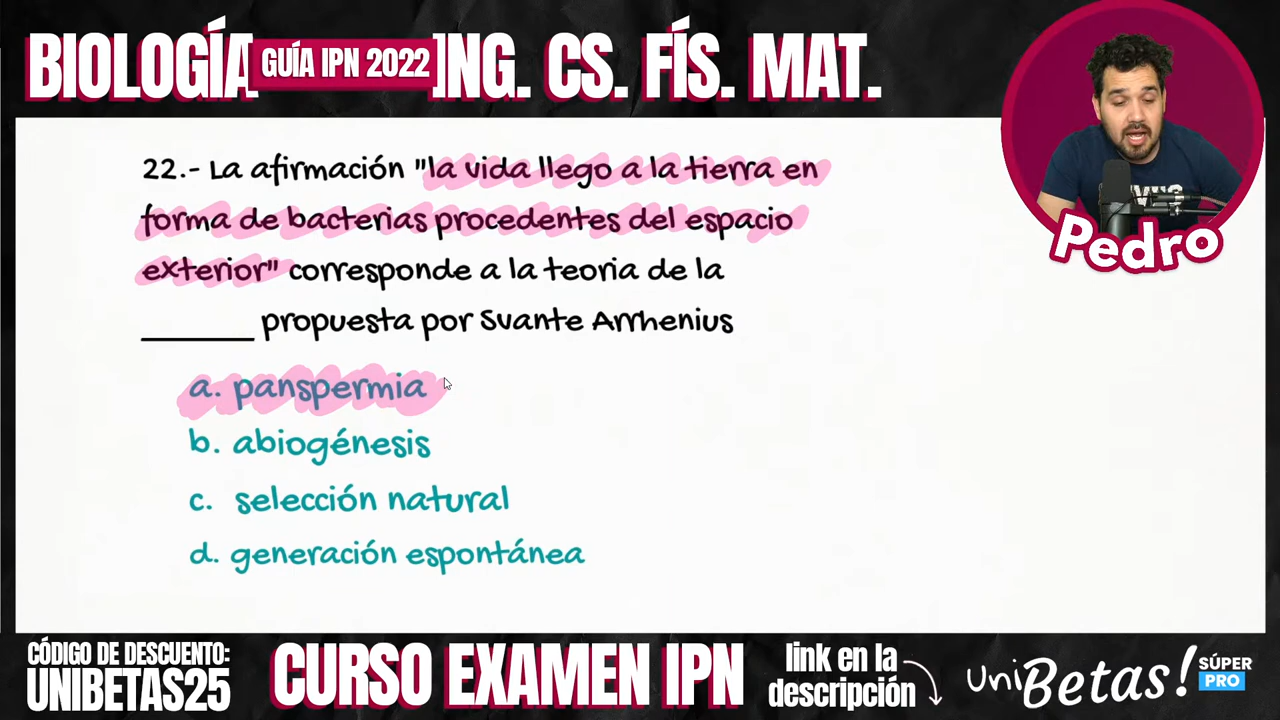 BIOLOGÍA[GUÍA IPN 2022]ING. CS. FÍS. MAT.
22.- La afirmación "la vida llego a la tierra en
forma de bacterias procedentes del espacio
exterior" corresponde a la teoria de la
_______ propuesta por Svante Arrhenius
Pedro
a. panspermia
b. abiogénesis
c. selección natural
d. generación espontánea
CÓDIGO DE DESCUENTO:
UNIBETAS25
CURSO EXAMEN IPN
link en la
descripción
UniBetas!
SÚPER
PRO